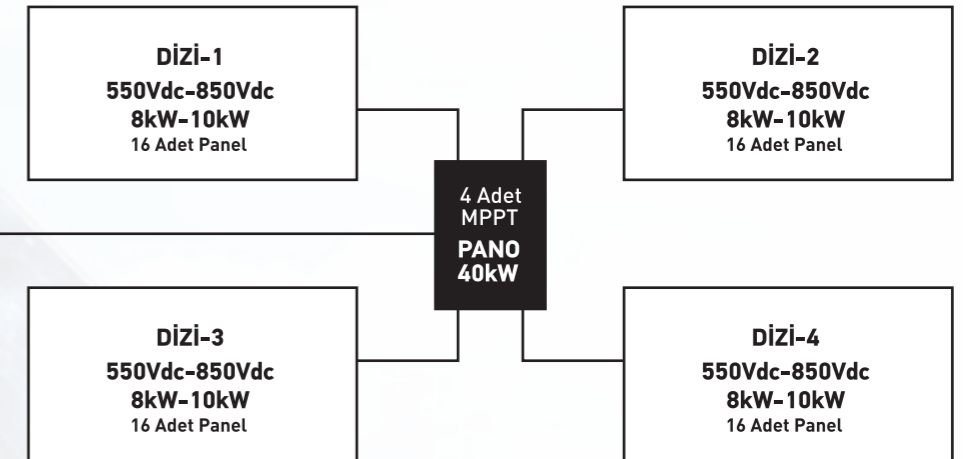 DİZİ-1
550Vdc-850Vdc
8kW-10kW
16 Adet Panel
DİZİ-2
550Vdc-850Vdc
8kW-10kW
16 Adet Panel
4 Adet
MPPT
PANO
40kW
DİZİ-3
550Vdc-850Vdc
8kW-10kW
16 Adet Panel
DİZİ-4
550Vdc-850Vdc
8kW-10kW
16 Adet Panel